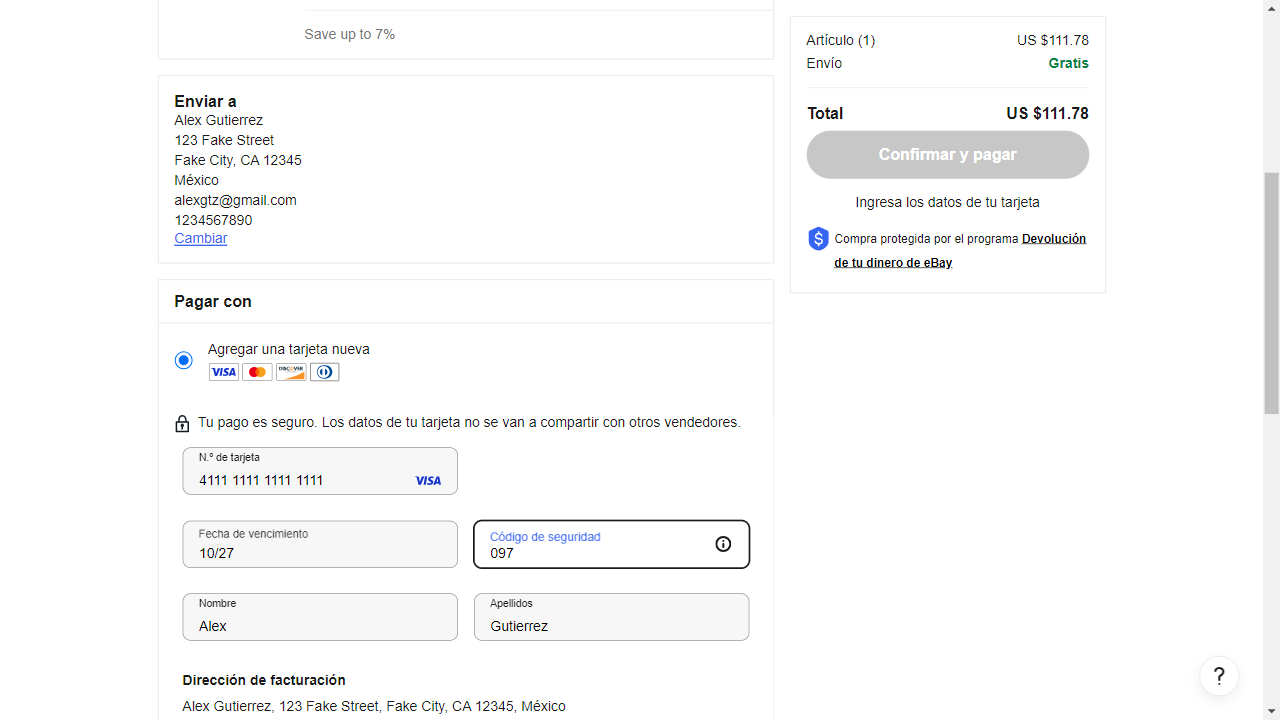 Save up to 7%
Enviar a
Alex Gutierrez
123 Fake Street
Fake City, CA 12345
México
alexgtz@gmail.com
1234567890
Cambiar
Pagar con
Agregar una tarjeta nueva
VISA DISCOVER
Tu pago es seguro. Los datos de tu tarjeta no se van a compartir con otros vendedores.
N.º de tarjeta
4111 1111 1111 1111 VISA
Fecha de vencimiento
10/27
Código de seguridad
097
Nombre
Alex
Apellidos
Gutierrez
Dirección de facturación
Alex Gutierrez, 123 Fake Street, Fake City, CA 12345, México
Artículo (1) US $111.78
Envío Gratis
Total US $111.78
Confirmar y pagar
Ingresa los datos de tu tarjeta
Compra protegida por el programa Devolución
de tu dinero de eBay
?